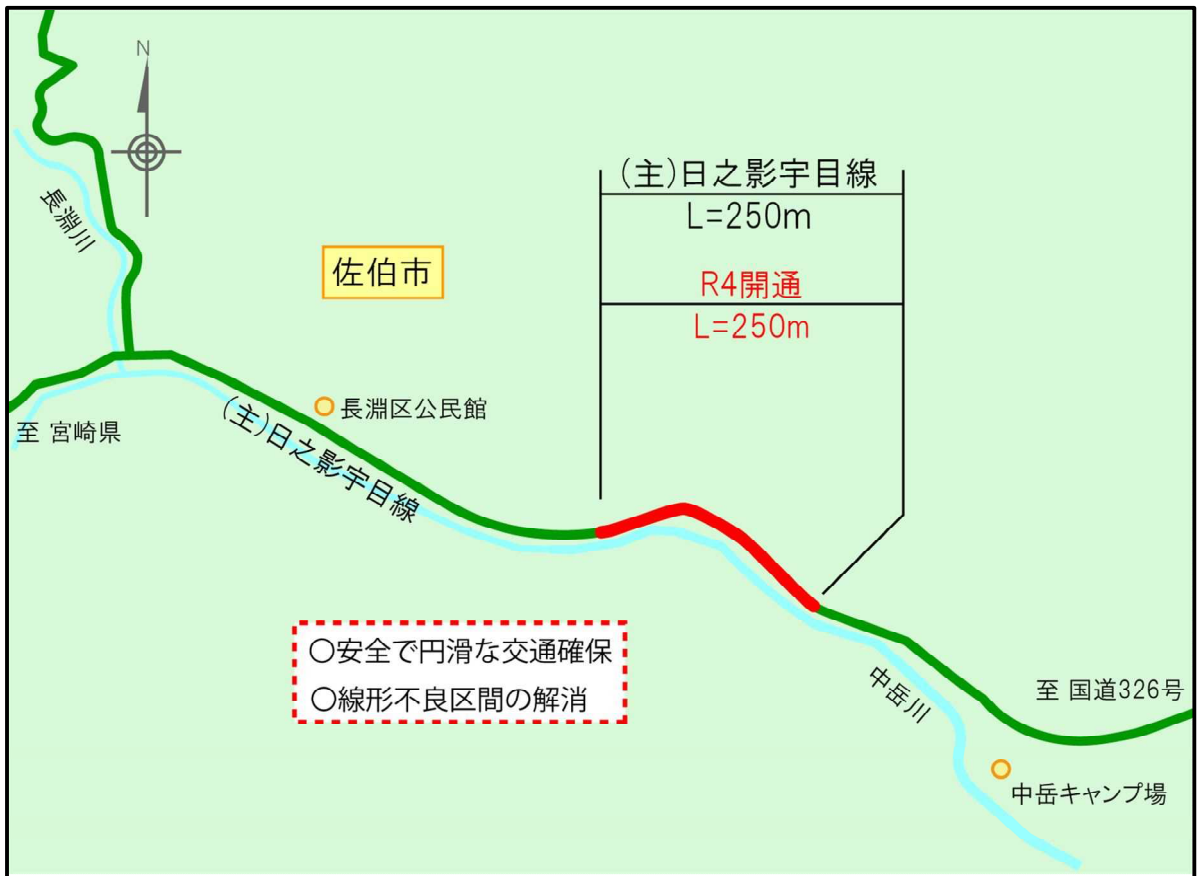 N
(主)日之影宇目線
L=250m
長淵川
佐伯市
R4開通
L=250m
長淵区公民館
至 宮崎県
(主)日之影宇目線
○安全で円滑な交通確保
○線形不良区間の解消
中岳川
至 国道326号
中岳キャンプ場